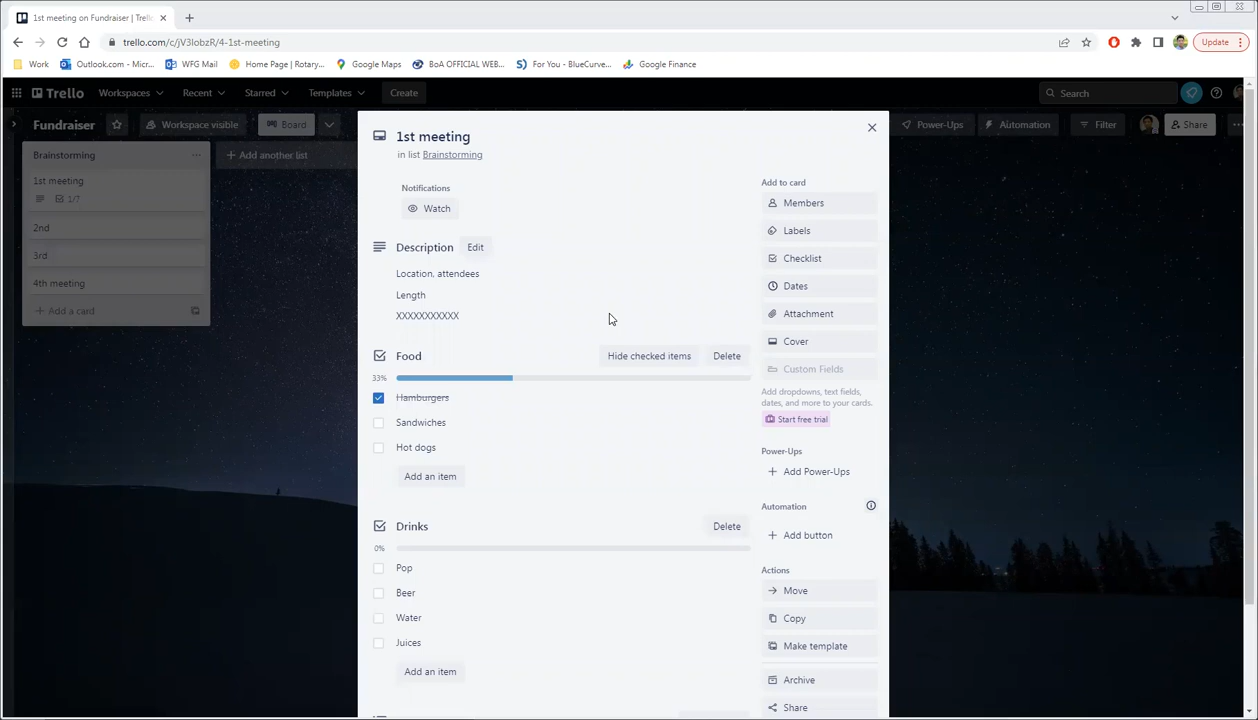 1st meeting on Fundraiser | Trell
trello.com/c/jV3lobzR/4-1st-meeting
Update
Work
Outlook.com - Micr...
WFG Mail
Home Page | Rotary...
Google Maps
BoA OFFICIAL WEB...
For You - BlueCurve...
Google Finance
Trello
Workspaces
Recent
Starred
Templates
Create
Search
Fundraiser
Workspace visible
Board
Power-Ups
Automation
Filter
Share
Brainstorming
Add another list
1st meeting
1/7
2nd
3rd
4th meeting
Add a card
1st meeting
in list Brainstorming
Notifications
Watch
Description
Edit
Location, attendees
Length
XXXXXXXXXXX
Food
Hide checked items
Delete
33%
Hamburgers
Sandwiches
Hot dogs
Add an item
Drinks
Delete
0%
Pop
Beer
Water
Juices
Add an item
Add to card
Members
Labels
Checklist
Dates
Attachment
Cover
Custom Fields
Add dropdowns, text fields,
dates, and more to your cards.
Start free trial
Power-Ups
Add Power-Ups
Automation
Add button
Actions
Move
Copy
Make template
Archive
Share